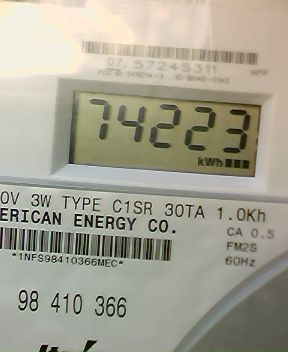 07. 57245311
74223
kWh
0V 3W TYPE C1SR 30TA 1.0Kh
ERICAN ENERGY CO.
CA 0.5
FM2S
*1NFS98410366MEC*
60Hz
98 410 366